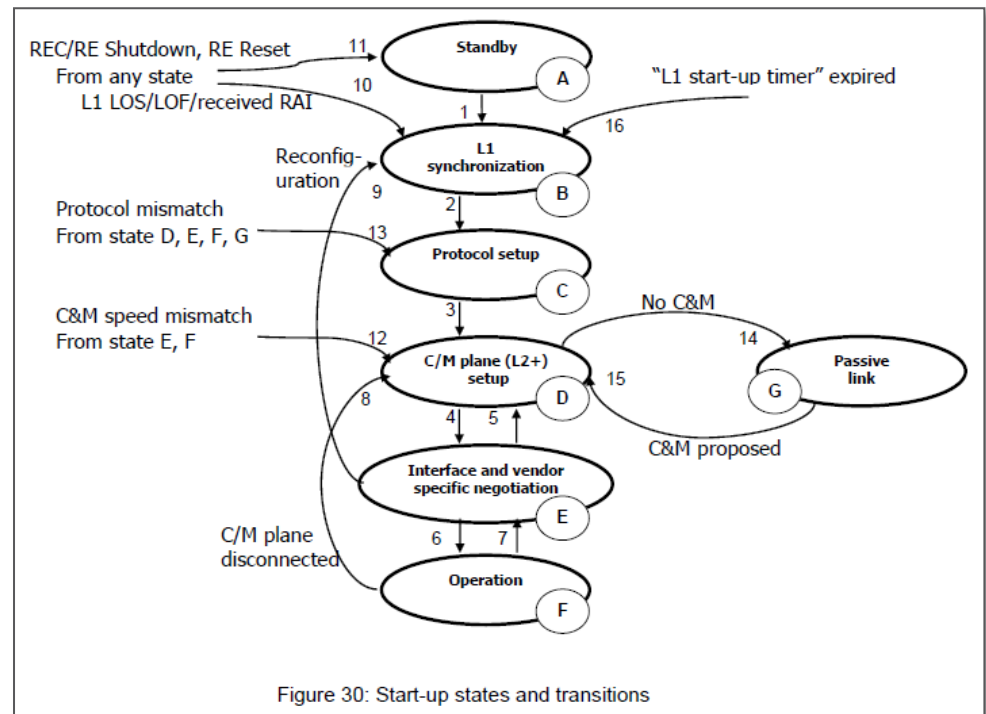 REC/RE Shutdown, RE Reset
From any state
L1 LOS/LOF/received RAI
11
10
Standby
A
1
"L1 start-up timer" expired
16
L1
synchronization
B
Reconfig-
uration
9
2
Protocol mismatch
From state D, E, F, G
13
Protocol setup
C
3
C&M speed mismatch
From state E, F
12
C/M plane (L2+)
setup
D
8
No C&M
14
15
Passive
link
G
C&M proposed
4
5
Interface and vendor
specific negotiation
E
C/M plane
disconnected
6
7
Operation
F
Figure 30: Start-up states and transitions